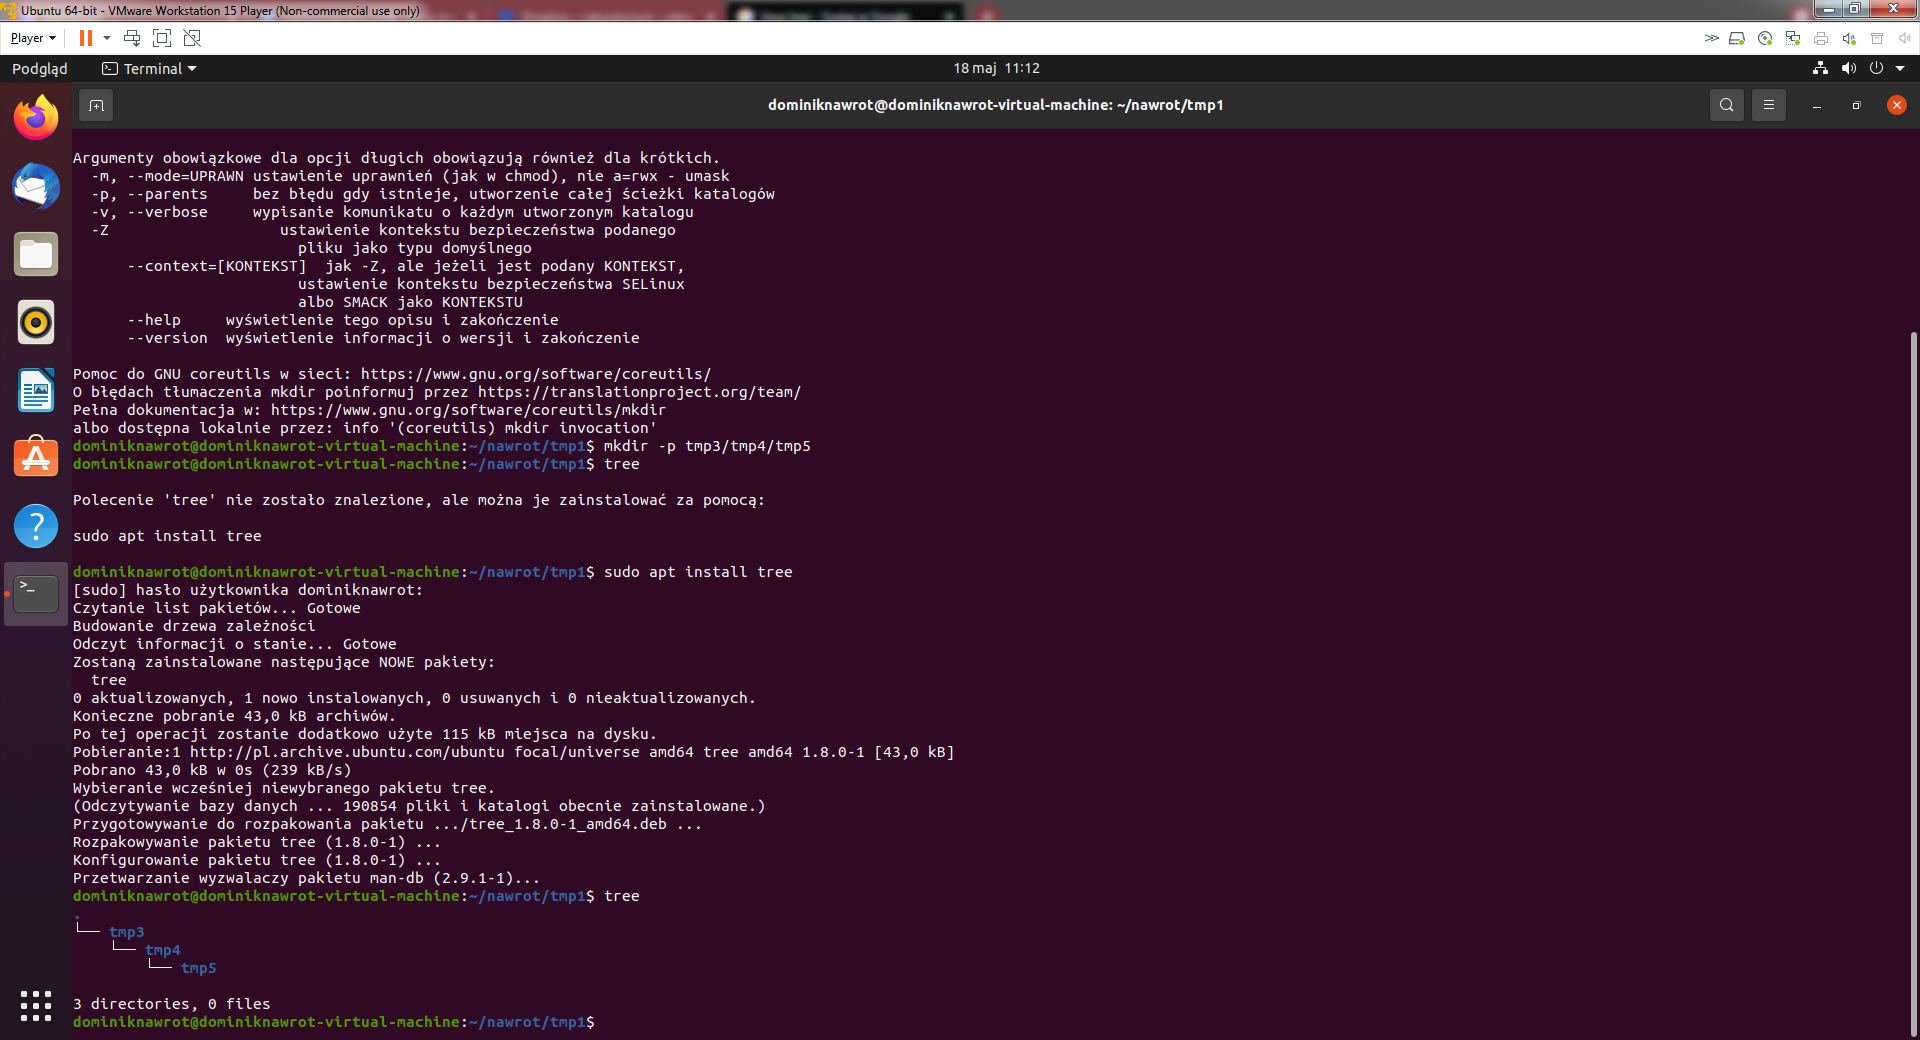 Ubuntu 64-bit - VMware Workstation 15 Player (Non-commercial use only)
Player
Podgląd Terminal 18 maj 11:12
dominiknawrot@dominiknawrot-virtual-machine: ~/nawrot/tmp1
Argumenty obowiązkowe dla opcji długich obowiązują również dla krótkich.
  -m, --mode=UPRAWN ustawienie uprawnień (jak w chmod), nie a=rwx - umask
  -p, --parents     bez błędu gdy istnieje, utworzenie całej ścieżki katalogów
  -v, --verbose     wypisanie komunikatu o każdym utworzonym katalogu
  -Z                   ustawienie kontekstu bezpieczeństwa podanego
                         pliku jako typu domyślnego
      --context=[KONTEKST]  jak -Z, ale jeżeli jest podany KONTEKST,
                         ustawienie kontekstu bezpieczeństwa SELinux
                         albo SMACK jako KONTEKSTU
      --help     wyświetlenie tego opisu i zakończenie
      --version  wyświetlenie informacji o wersji i zakończenie
Pomoc do GNU coreutils w sieci: https://www.gnu.org/software/coreutils/
O błędach tłumaczenia mkdir poinformuj przez https://translationproject.org/team/
Pełna dokumentacja w: https://www.gnu.org/software/coreutils/mkdir
albo dostępna lokalnie przez: info '(coreutils) mkdir invocation'
dominiknawrot@dominiknawrot-virtual-machine:~/nawrot/tmp1$ mkdir -p tmp3/tmp4/tmp5
dominiknawrot@dominiknawrot-virtual-machine:~/nawrot/tmp1$ tree
Polecenie 'tree' nie zostało znalezione, ale można je zainstalować za pomocą:
sudo apt install tree
dominiknawrot@dominiknawrot-virtual-machine:~/nawrot/tmp1$ sudo apt install tree
[sudo] hasło użytkownika dominiknawrot:
Czytanie list pakietów... Gotowe
Budowanie drzewa zależności
Odczyt informacji o stanie... Gotowe
Zostaną zainstalowane następujące NOWE pakiety:
  tree
0 aktualizowanych, 1 nowo instalowanych, 0 usuwanych i 0 nieaktualizowanych.
Konieczne pobranie 43,0 kB archiwów.
Po tej operacji zostanie dodatkowo użyte 115 kB miejsca na dysku.
Pobieranie:1 http://pl.archive.ubuntu.com/ubuntu focal/universe amd64 tree amd64 1.8.0-1 [43,0 kB]
Pobrano 43,0 kB w 0s (239 kB/s)
Wybieranie wcześniej niewybranego pakietu tree.
(Odczytywanie bazy danych ... 190854 pliki i katalogi obecnie zainstalowane.)
Przygotowywanie do rozpakowania pakietu .../tree_1.8.0-1_amd64.deb ...
Rozpakowywanie pakietu tree (1.8.0-1) ...
Konfigurowanie pakietu tree (1.8.0-1) ...
Przetwarzanie wyzwalaczy pakietu man-db (2.9.1-1)...
dominiknawrot@dominiknawrot-virtual-machine:~/nawrot/tmp1$ tree
.
└── tmp3
    └── tmp4
        └── tmp5
3 directories, 0 files
dominiknawrot@dominiknawrot-virtual-machine:~/nawrot/tmp1$